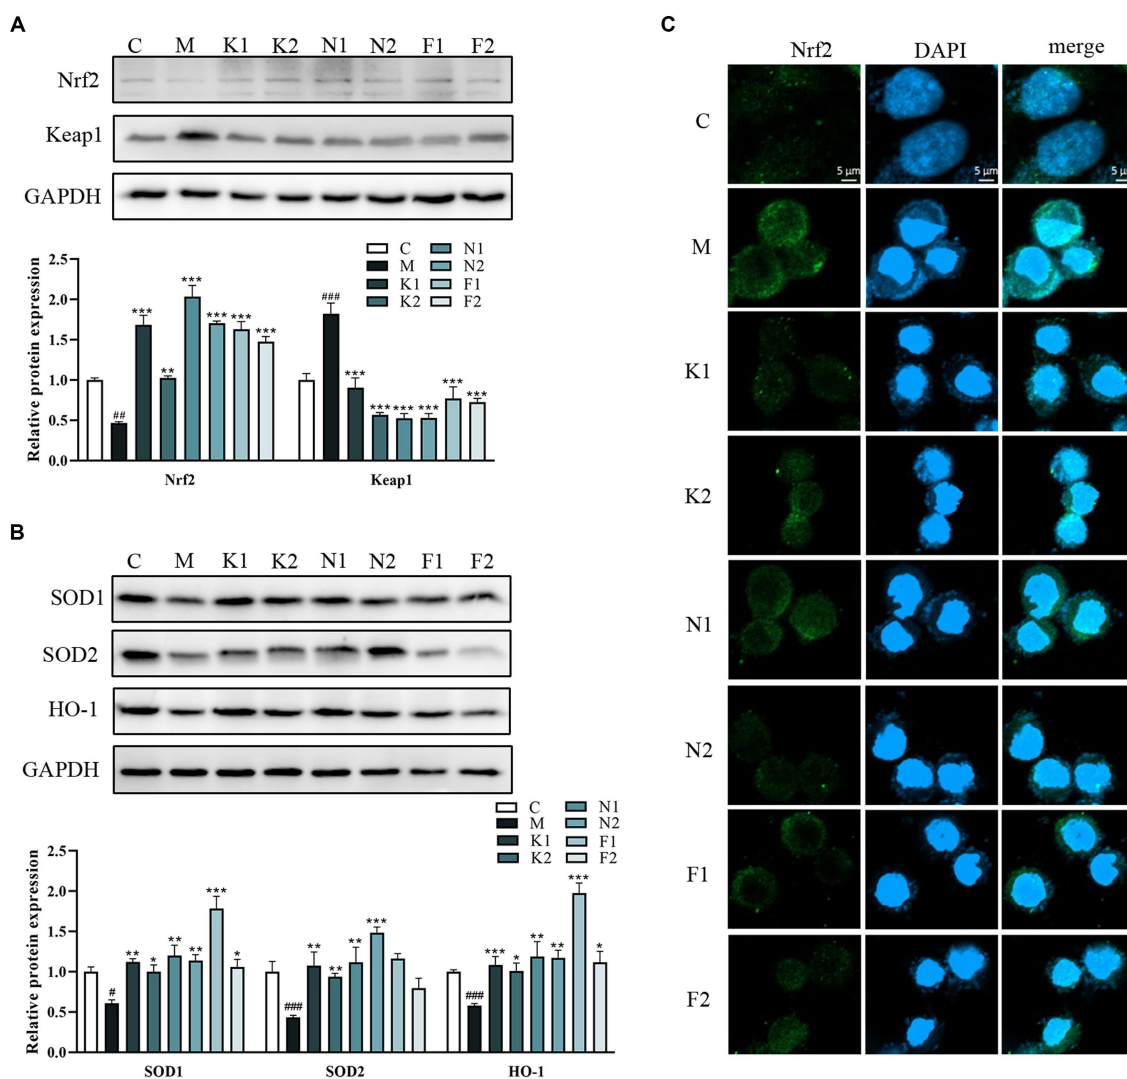 A
C M K1 K2 N1 N2 F1 F2
Nrf2
Keap1
GAPDH
C N1
M N2
K1 F1
K2 F2
Relative protein expression
2.5
2.0
1.5
1.0
0.5
0.0
## *** ** *** *** *** ***
### *** *** *** *** *** ***
Nrf2 Keap1
B
C M K1 K2 N1 N2 F1 F2
SOD1
SOD2
HO-1
GAPDH
C N1
M N2
K1 F1
K2 F2
Relative protein expression
2.5
2.0
1.5
1.0
0.5
0.0
# ** * ** ** *** *
### ** ** ** ***
### *** * ** ** *** *
SOD1 SOD2 HO-1
C
Nrf2 DAPI merge
C
5 μm 5 μm 5 μm
M
K1
K2
N1
N2
F1
F2